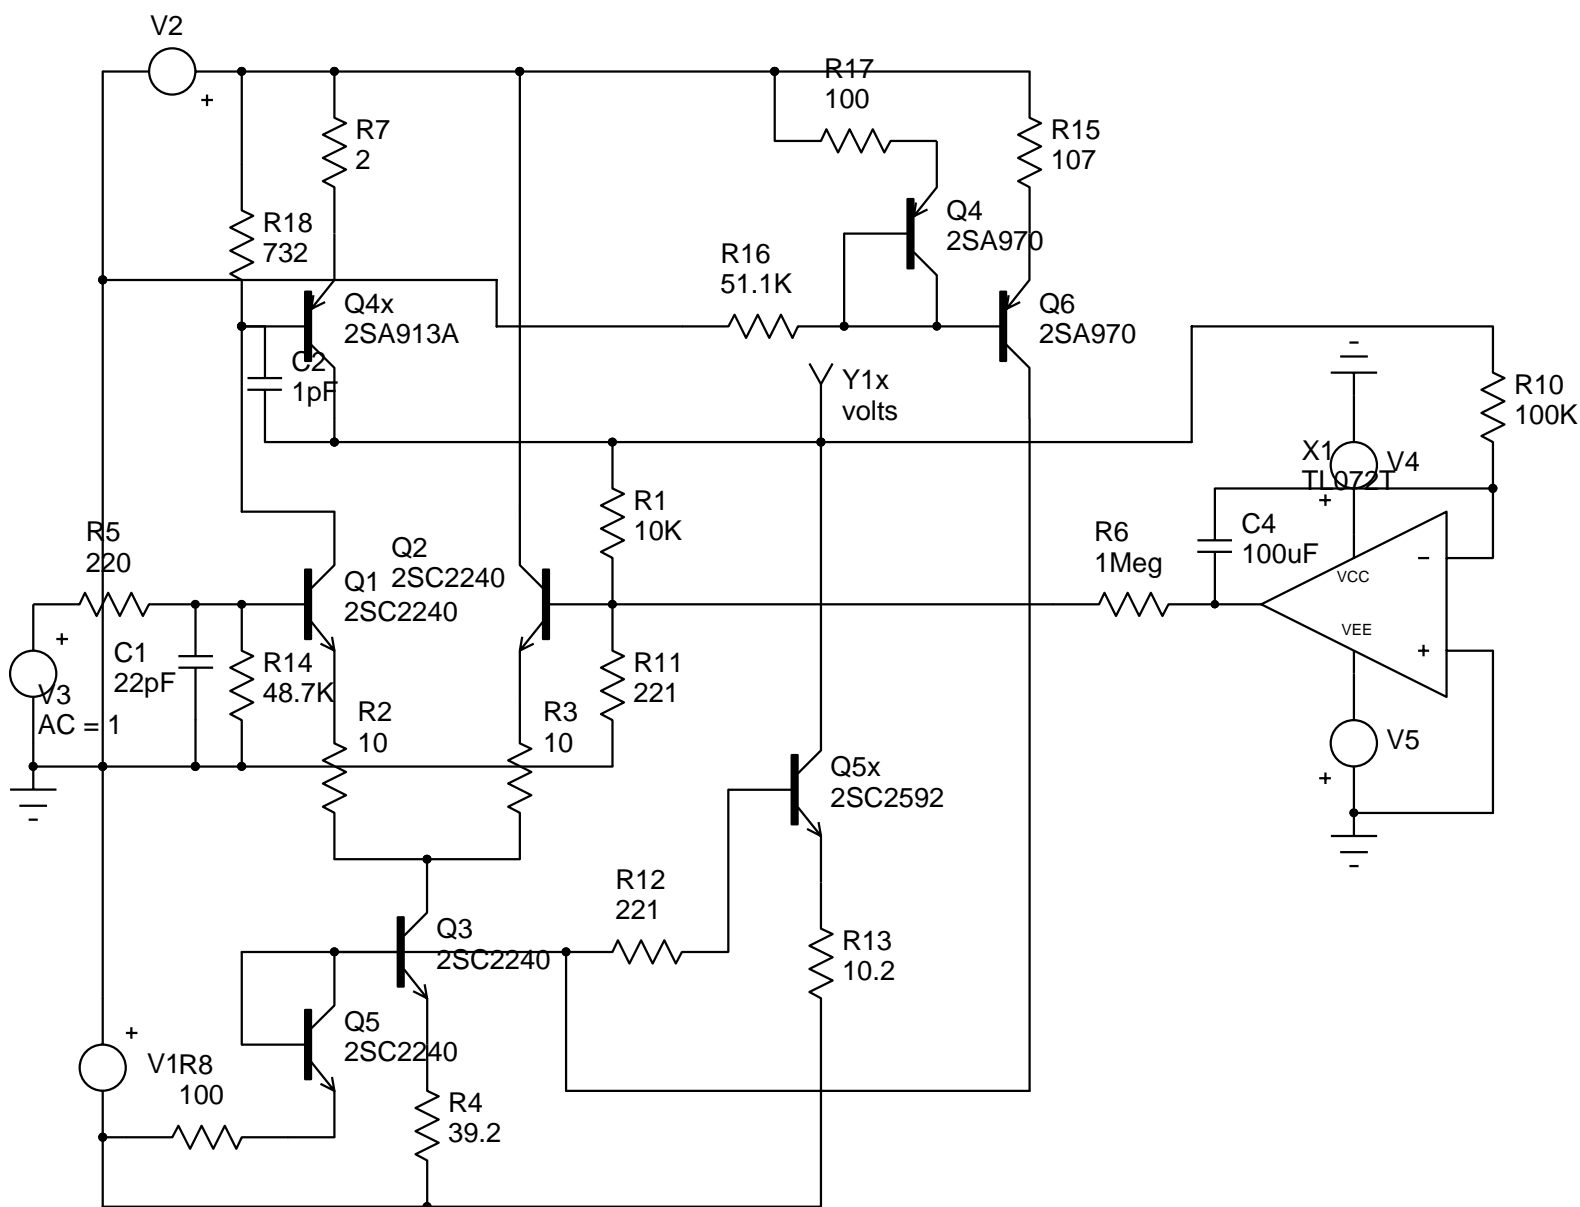 V2
+
R17
100
R7
2
R15
107
R18
732
Q4
2SA970
R16
51.1K
Q4x
2SA913A
Q6
2SA970
C2
1pF
Y1x
volts
-
R10
100K
X1
TL072T
V4
+
R1
10K
R5
220
Q2
2SC2240
Q1
2SC2240
R6
1Meg
C4
100uF
−
VCC
VEE
+
+
C1
22pF
R14
48.7K
R11
221
V3
AC = 1
R2
10
R3
10
V5
+
Q5x
2SC2592
-
-
R12
221
Q3
2SC2240
R13
10.2
Q5
2SC2240
+
V1
R8
100
R4
39.2